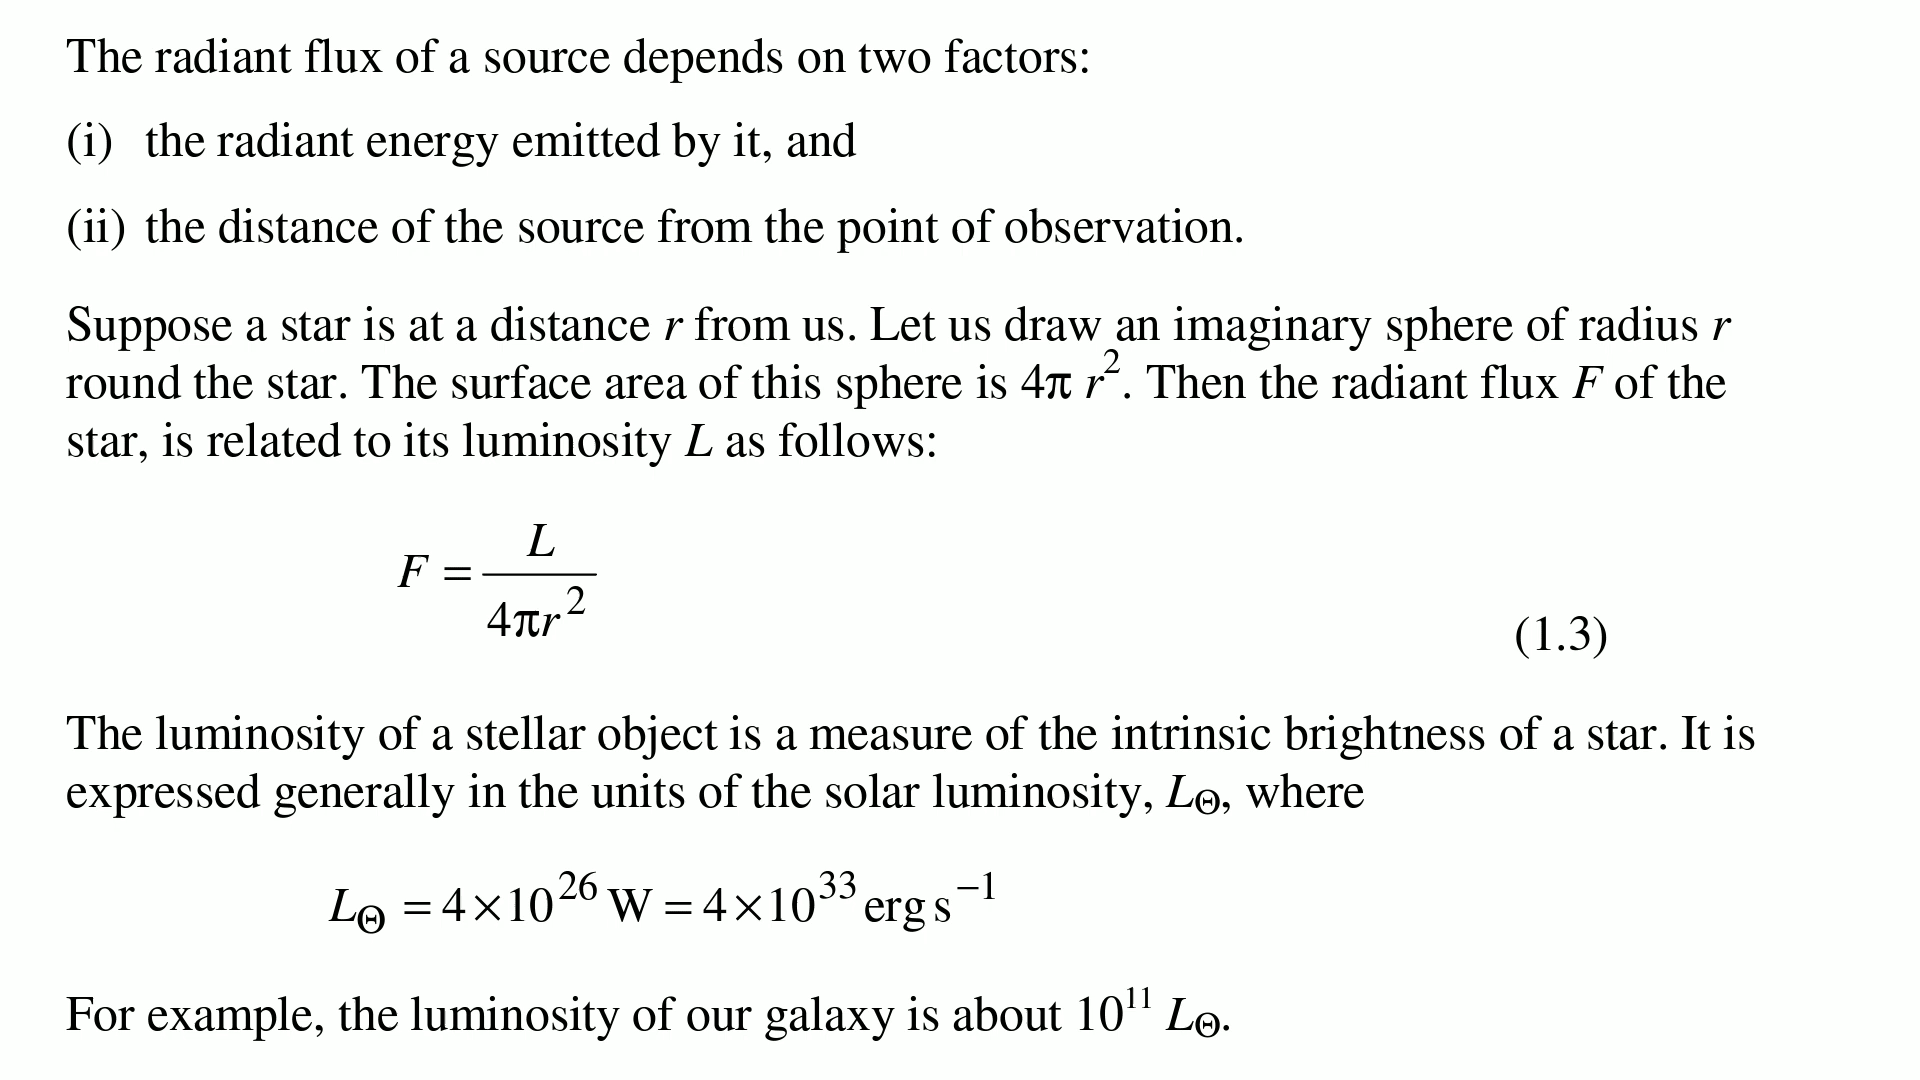 The radiant flux of a source depends on two factors:
(i) the radiant energy emitted by it, and
(ii) the distance of the source from the point of observation.
Suppose a star is at a distance r from us. Let us draw an imaginary sphere of radius r
round the star. The surface area of this sphere is 4π r². Then the radiant flux F of the
star, is related to its luminosity L as follows:
F = L / 4πr²
(1.3)
The luminosity of a stellar object is a measure of the intrinsic brightness of a star. It is
expressed generally in the units of the solar luminosity, L_Θ, where
L_Θ = 4 × 10²⁶ W = 4 × 10³³ erg s⁻¹
For example, the luminosity of our galaxy is about 10¹¹ L_Θ.